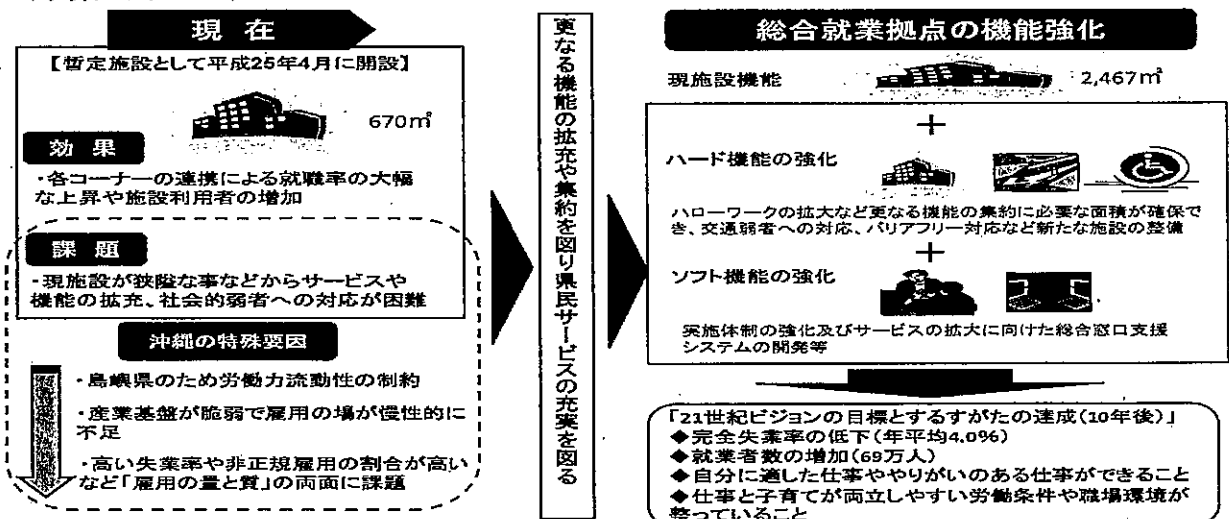 現 在
【暫定施設として平成25年4月に開設】
670㎡
効 果
・各コーナーの連携による就職率の大幅
な上昇や施設利用者の増加
課 題
・現施設が狭隘な事などからサービスや
機能の拡充、社会的弱者への対応が困難
沖縄の特殊要因
・島嶼県のため労働力流動性の制約
・産業基盤が脆弱で雇用の場が慢性的に
不足
・高い失業率や非正規雇用の割合が高い
など「雇用の量と質」の両面に課題
更なる機能の拡充や集約を図り県民サービスの充実を図る
総合就業拠点の機能強化
現施設機能
2,467㎡
+
ハード機能の強化
ハローワークの拡大など更なる機能の集約に必要な面積が確保で
き、交通弱者への対応、バリアフリー対応など新たな施設の整備
+
ソフト機能の強化
実施体制の強化及びサービスの拡大に向けた総合窓口支援
システムの開発等
「21世紀ビジョンの目標とするすがたの達成(10年後)」
◆完全失業率の低下(年平均4.0%)
◆就業者数の増加(69万人)
◆自分に適した仕事ややりがいのある仕事ができること
◆仕事と子育てが両立しやすい労働条件や職場環境が
整っていること